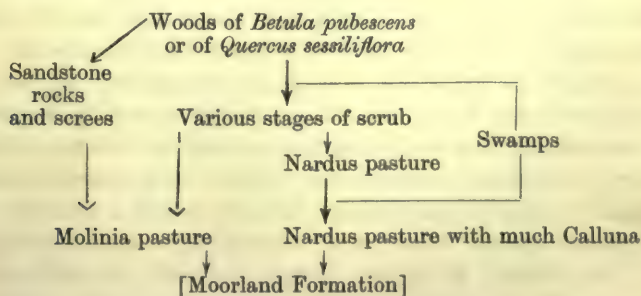 Woods of Betula pubescens
or of Quercus sessiliflora
Sandstone
rocks
and screes
Various stages of scrub
Swamps
Nardus pasture
Molinia pasture
Nardus pasture with much Calluna
[Moorland Formation]